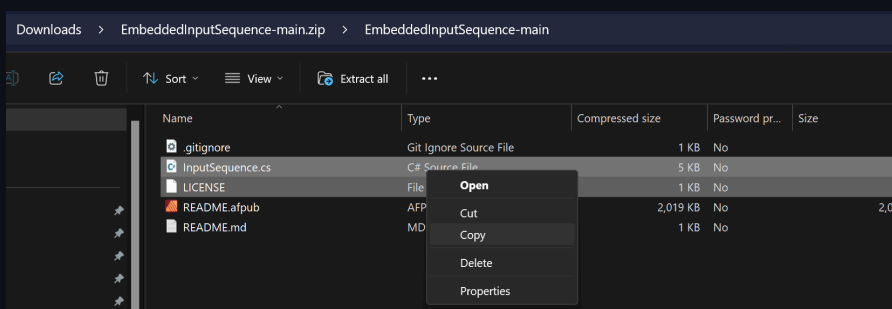 Downloads > EmbeddedInputSequence-main.zip > EmbeddedInputSequence-main
Sort View Extract all ...
Name Type Compressed size Password pr... Size
.gitignore Git Ignore Source File 1 KB No
InputSequence.cs C# Source File 5 KB No
LICENSE File 1 KB No
README.afpub AFP 2,019 KB No 2,0
README.md MD 1 KB No
Open
Cut
Copy
Delete
Properties